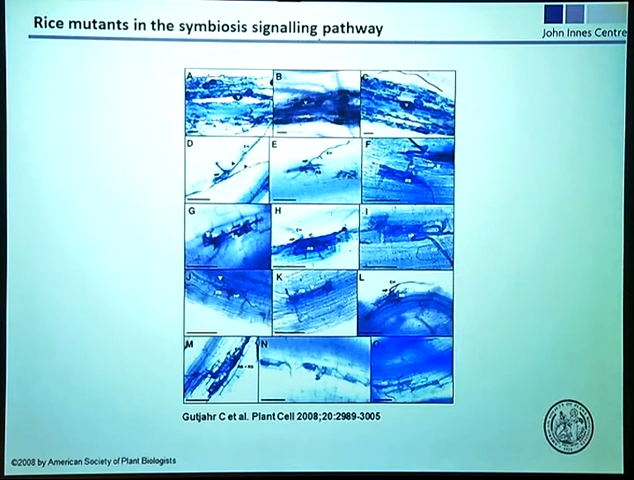 Rice mutants in the symbiosis signalling pathway
John Innes Centre
A B C
D E F
G H I
J K L
M N O
Gutjahr C et al. Plant Cell 2008;20:2989-3005
©2008 by American Society of Plant Biologists